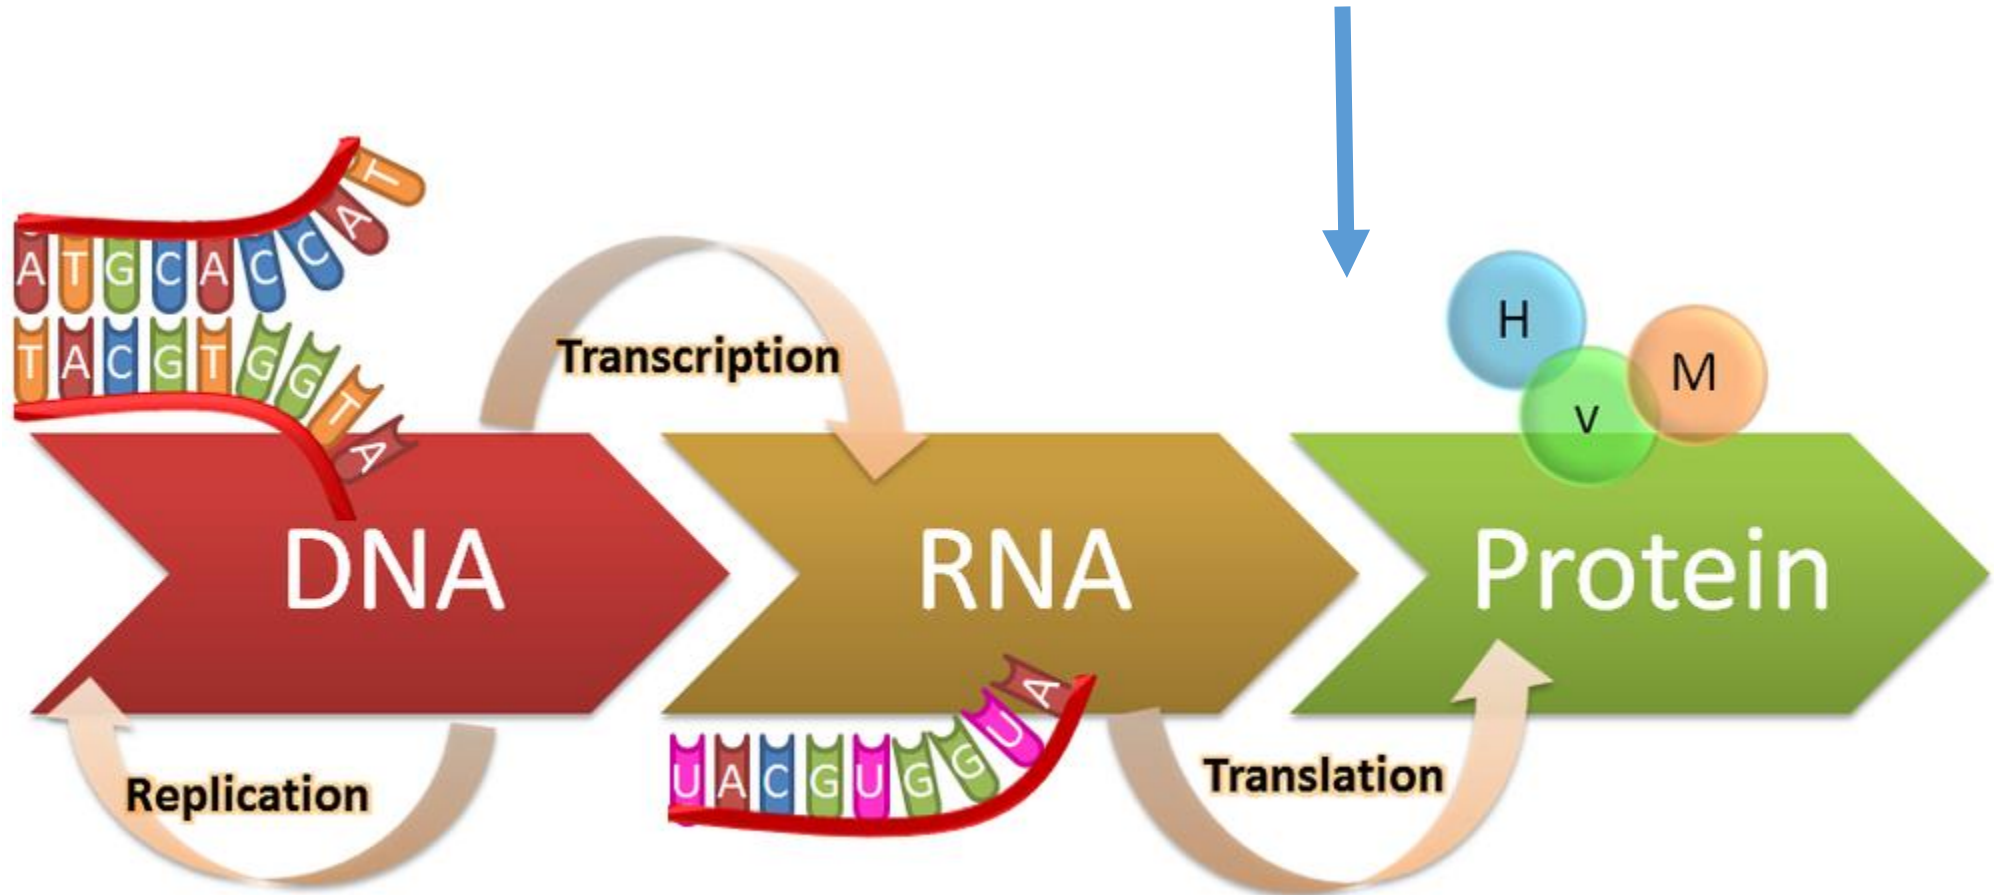 ATGCACCAT
TACGTGGTA
Transcription
H
V
M
DNA
RNA
Protein
Replication
UACGUGGUA
Translation